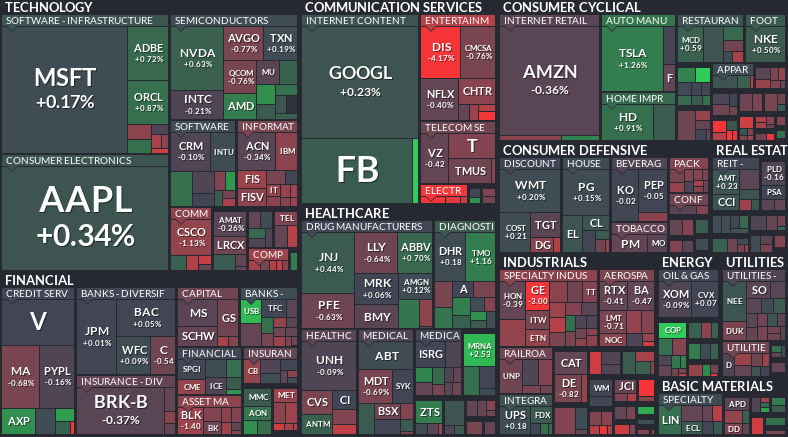 TECHNOLOGY
SOFTWARE - INFRASTRUCTURE
MSFT
+0.17%
ADBE
+0.72%
ORCL
+0.87%
CONSUMER ELECTRONICS
AAPL
+0.34%
SEMICONDUCTORS
NVDA
+0.63%
AVGO
-0.77%
TXN
+0.19%
QCOM
-0.76%
MU
INTC
-0.21%
AMD
SOFTWARE
CRM
-0.10%
INTU
INFORMAT
ACN
-0.34%
IBM
FIS
FISV
IT
COMM
CSCO
-1.13%
AMAT
-0.26%
LRCX
TEL
COMP
COMMUNICATION SERVICES
INTERNET CONTENT
GOOGL
+0.23%
FB
ENTERTAINM
DIS
-4.17%
CMCSA
-0.76%
NFLX
-0.40%
CHTR
TELECOM SE
VZ
-0.42
T
TMUS
ELECTR
CONSUMER CYCLICAL
INTERNET RETAIL
AMZN
-0.36%
AUTO MANU
TSLA
+1.26%
F
HOME IMPR
HD
+0.91%
RESTAURAN
MCD
+0.59
FOOT
NKE
+0.50%
APPAR
CONSUMER DEFENSIVE
DISCOUNT
WMT
+0.20%
COST
+0.21
TGT
DG
HOUSE
PG
+0.15%
EL
CL
BEVERAG
KO
-0.02
PEP
-0.05
TOBACCO
PM
MO
PACK
CONF
REAL ESTAT
REIT -
AMT
+0.23
CCI
PLD
-0.16
PSA
HEALTHCARE
DRUG MANUFACTURERS
JNJ
+0.44%
LLY
-0.64%
ABBV
+0.70%
MRK
+0.06%
AMGN
+0.12%
PFE
-0.63%
BMY
DIAGNOSTI
DHR
+0.18
TMO
+1.16
A
HEALTHC
UNH
-0.09%
CVS
CI
ANTM
MEDICAL
ABT
MDT
-0.69%
SYK
BSX
MEDICA
ISRG
ZTS
MRNA
+2.53
FINANCIAL
CREDIT SERV
V
MA
-0.68%
PYPL
-0.16%
AXP
BANKS - DIVERSIF
JPM
+0.01%
BAC
+0.05%
WFC
+0.09%
C
-0.54
INSURANCE - DIV
BRK-B
-0.37%
CAPITAL
MS
GS
SCHW
BANKS -
USB
TFC
FINANCIAL
SPGI
CME
ICE
INSURAN
CB
MMC
AON
MET
ASSET MA
BLK
-1.40
BK
INDUSTRIALS
SPECIALTY INDUS
HON
-0.39
GE
-3.00
TT
ITW
ETN
AEROSPA
RTX
-0.41
BA
-0.47
LMT
-0.71
NOC
RAILROA
UNP
CAT
DE
-0.82
WM
JCI
INTEGRA
UPS
+0.18
FDX
ENERGY
OIL & GAS
XOM
-0.09%
CVX
+0.07
COP
UTILITIES
UTILITIES -
NEE
SO
DUK
UTILITIE
D
BASIC MATERIALS
SPECIALTY
LIN
ECL
APD
DD